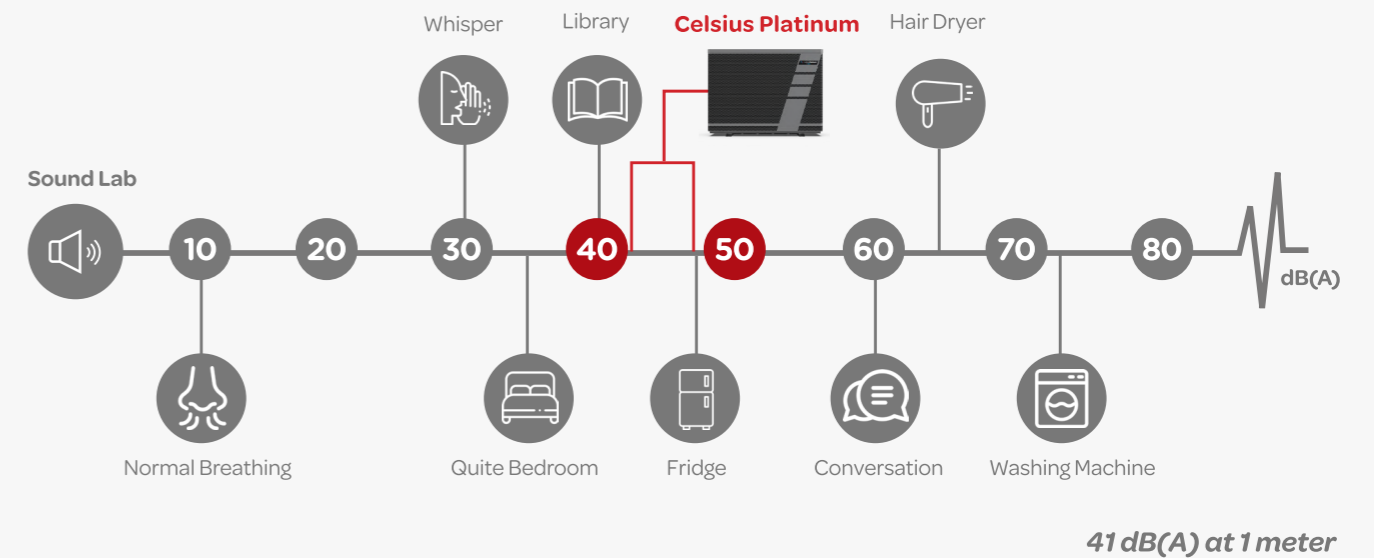 Whisper
Library
Celsius Platinum
Hair Dryer
Sound Lab
10 20 30 40 50 60 70 80
dB(A)
Normal Breathing
Quite Bedroom
Fridge
Conversation
Washing Machine
41 dB(A) at 1 meter